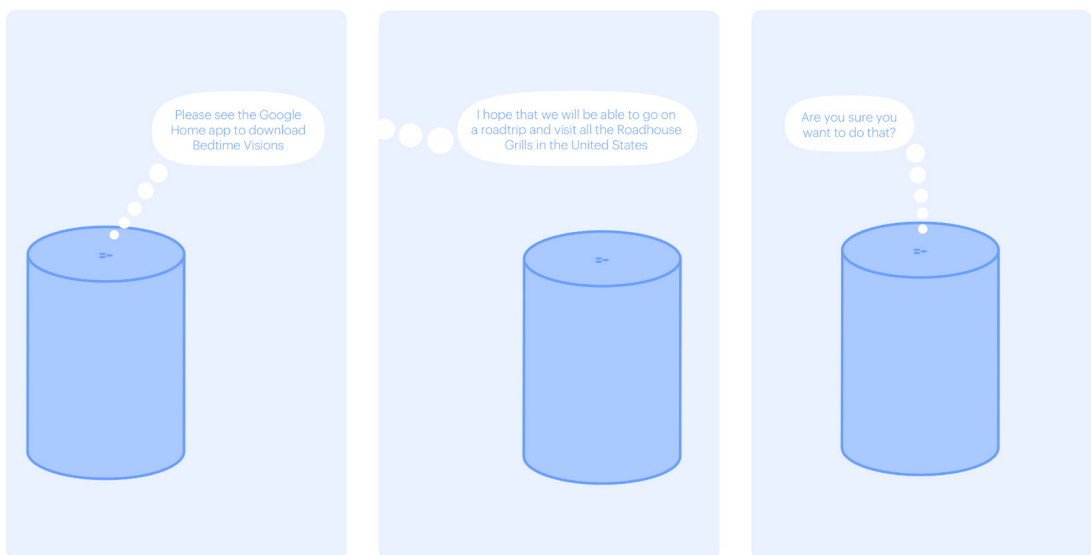 Please see the Google
Home app to download
Bedtime Visions
I hope that we will be able to go on
a roadtrip and visit all the Roadhouse
Grills in the United States
Are you sure you
want to do that?